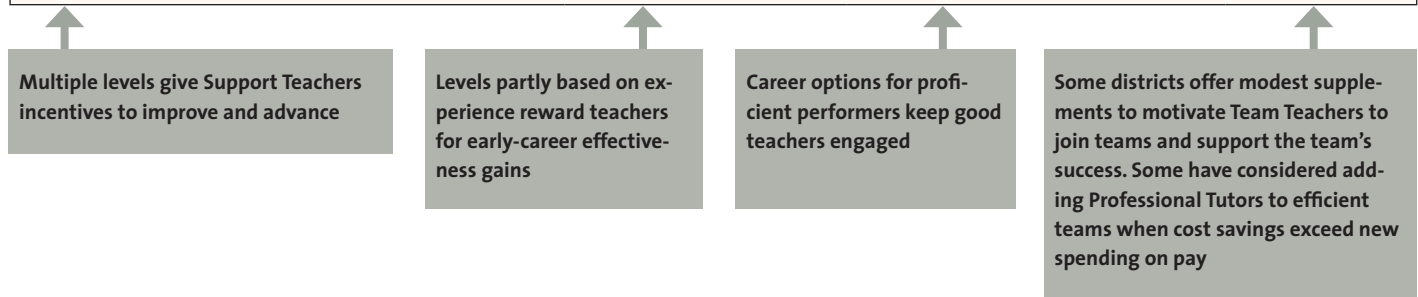 Multiple levels give Support Teachers
incentives to improve and advance
Levels partly based on ex-
perience reward teachers
for early-career effective-
ness gains
Career options for profi-
cient performers keep good
teachers engaged
Some districts offer modest supple-
ments to motivate Team Teachers to
join teams and support the team’s
success. Some have considered add-
ing Professional Tutors to efficient
teams when cost savings exceed new
spending on pay